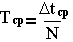 Tср = Δtср / N